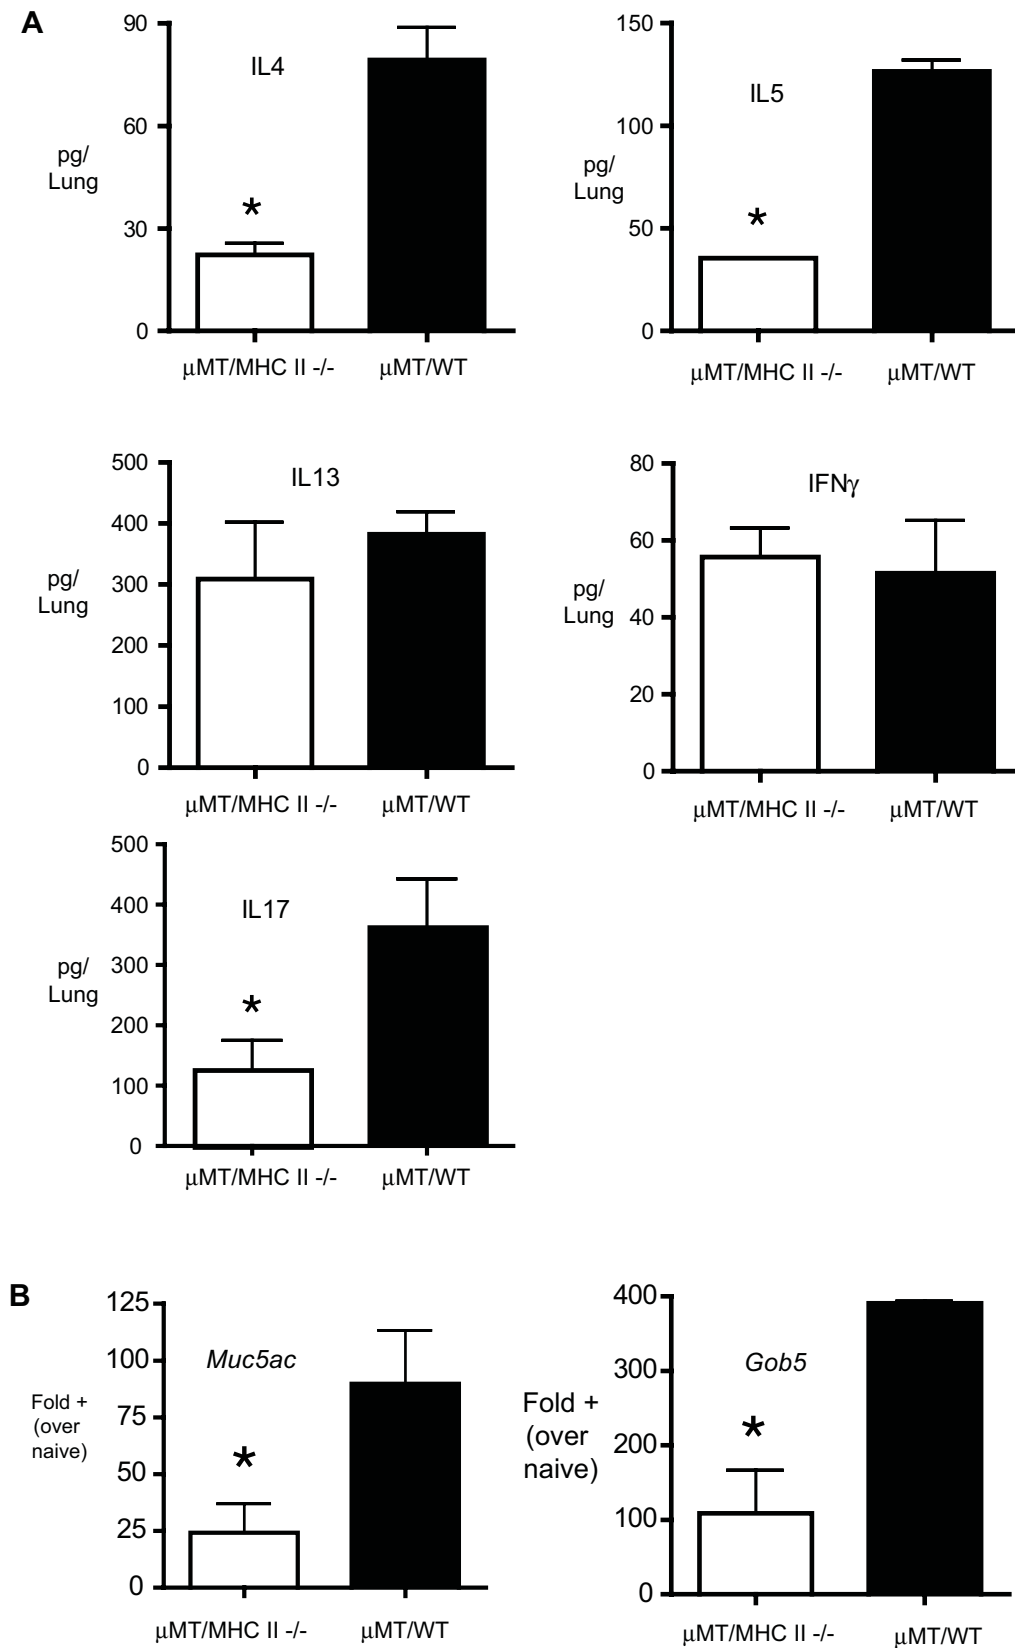 A
90
60
30
0
pg/
Lung
IL4
*
μMT/MHC II -/-
μMT/WT
150
100
50
0
pg/
Lung
IL5
*
μMT/MHC II -/-
μMT/WT
500
400
300
200
100
0
pg/
Lung
IL13
μMT/MHC II -/-
μMT/WT
80
60
40
20
0
pg/
Lung
IFNγ
μMT/MHC II -/-
μMT/WT
500
400
300
200
100
0
pg/
Lung
IL17
*
μMT/MHC II -/-
μMT/WT
B
125
100
75
50
25
0
Fold +
(over
naive)
Muc5ac
*
μMT/MHC II -/-
μMT/WT
400
300
200
100
0
Fold +
(over
naive)
Gob5
*
μMT/MHC II -/-
μMT/WT